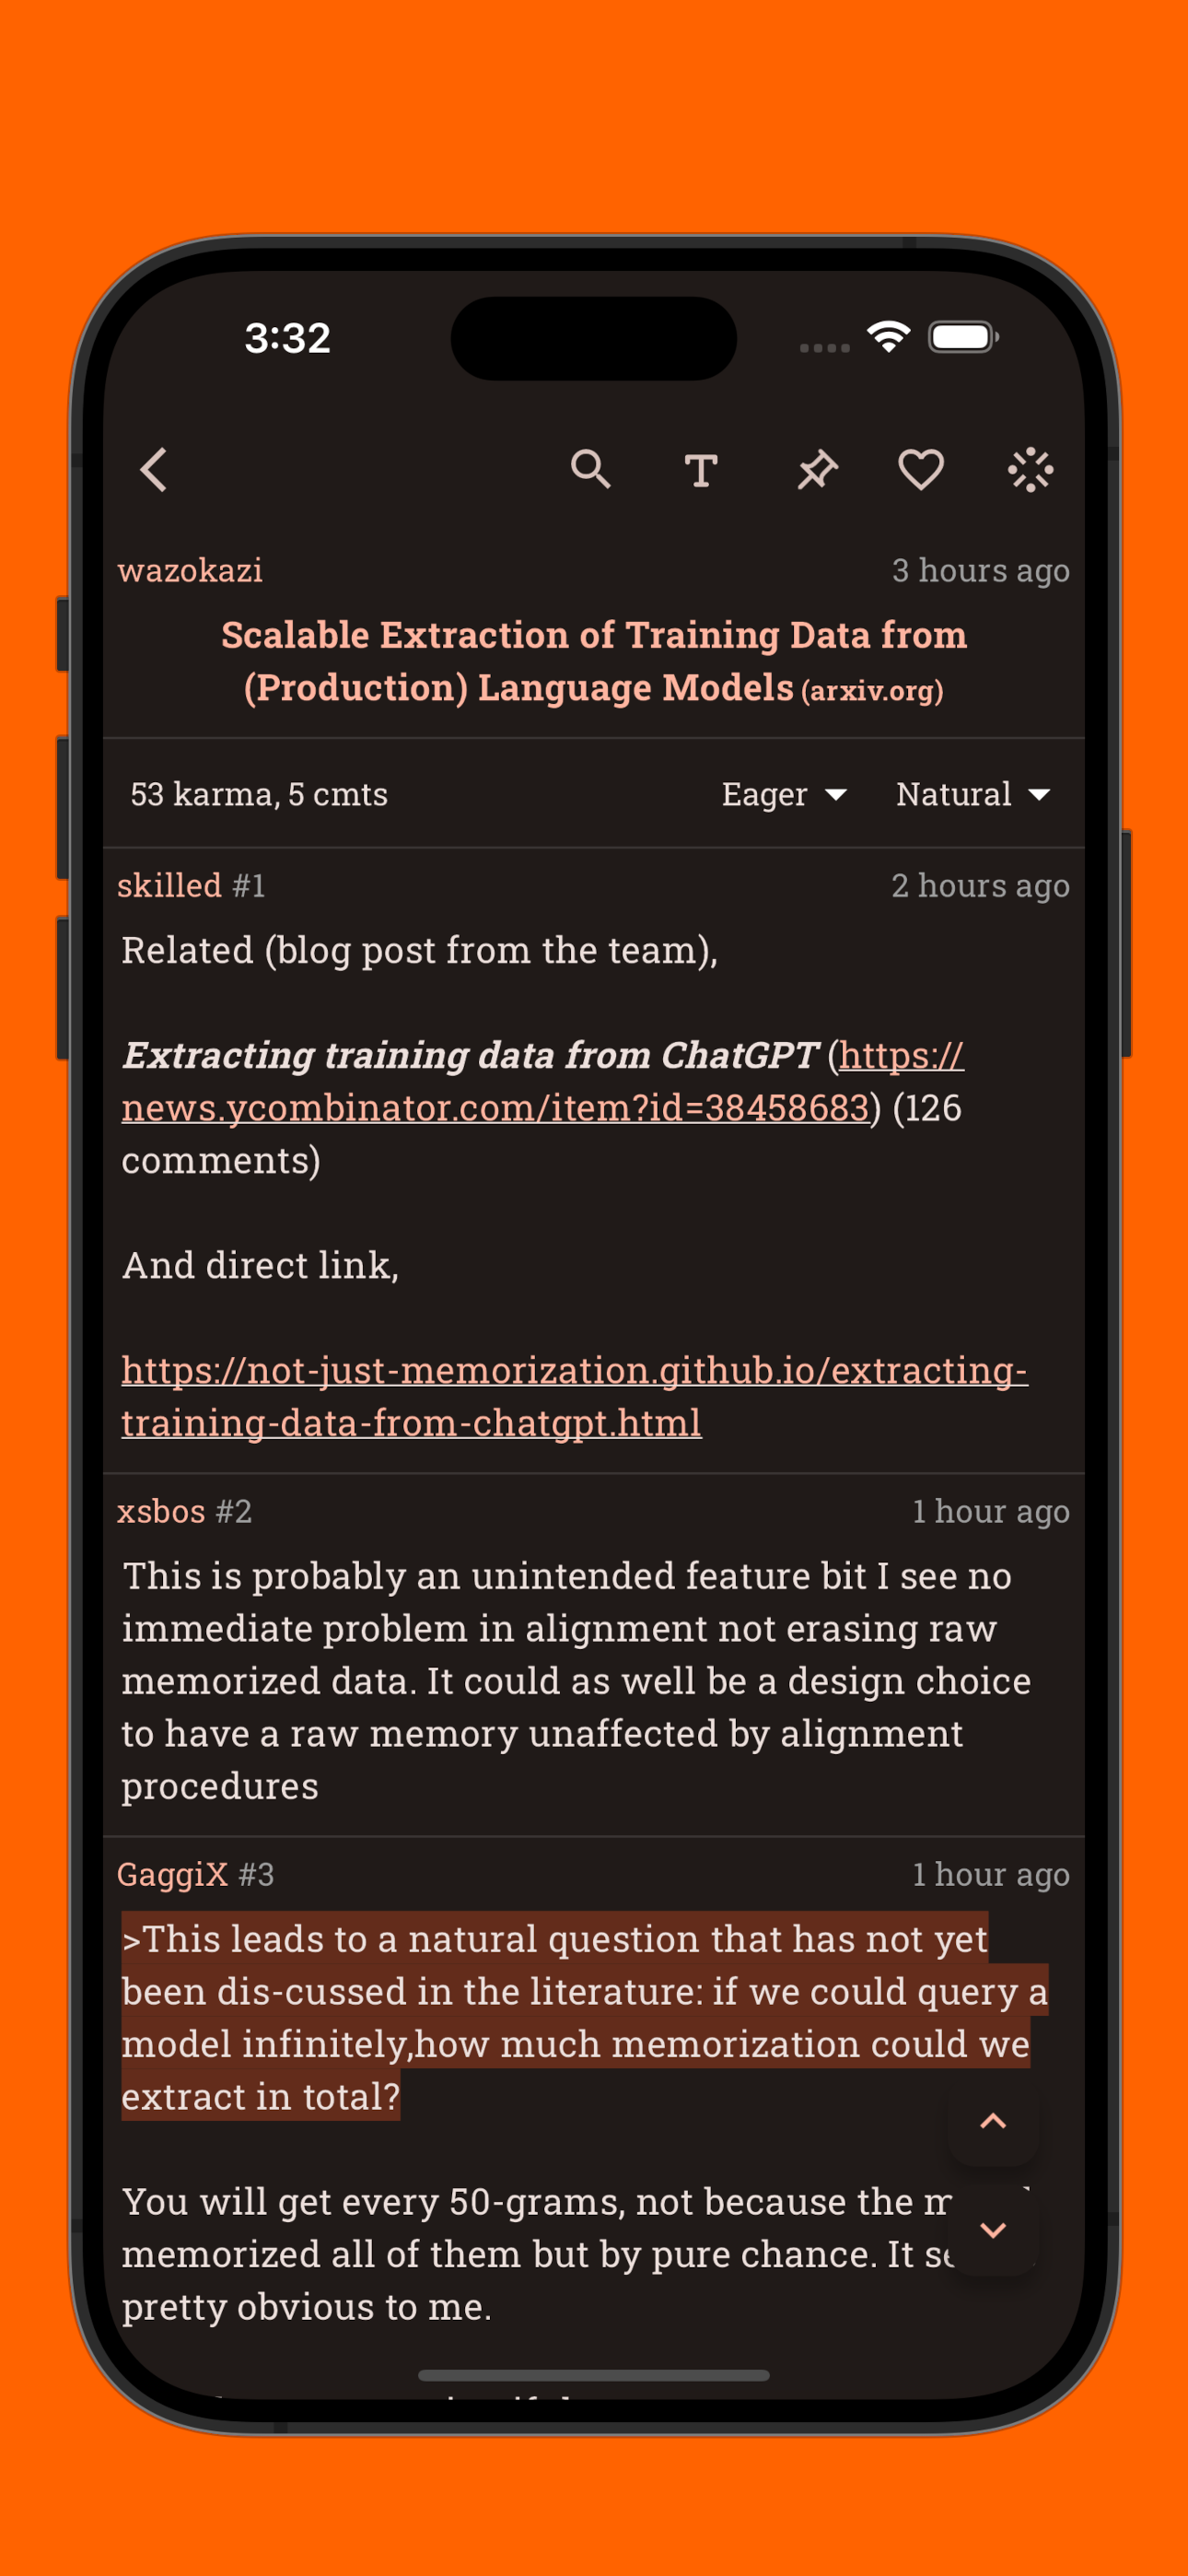 3:32
wazokazi 3 hours ago
Scalable Extraction of Training Data from
(Production) Language Models (arxiv.org)
53 karma, 5 cmts Eager Natural
skilled #1 2 hours ago
Related (blog post from the team),
Extracting training data from ChatGPT (https://
news.ycombinator.com/item?id=38458683) (126
comments)
And direct link,
https://not-just-memorization.github.io/extracting-
training-data-from-chatgpt.html
xsbos #2 1 hour ago
This is probably an unintended feature bit I see no
immediate problem in alignment not erasing raw
memorized data. It could as well be a design choice
to have a raw memory unaffected by alignment
procedures
GaggiX #3 1 hour ago
>This leads to a natural question that has not yet
been dis-cussed in the literature: if we could query a
model infinitely,how much memorization could we
extract in total?
You will get every 50-grams, not because the
memorized all of them but by pure chance. It
pretty obvious to me.